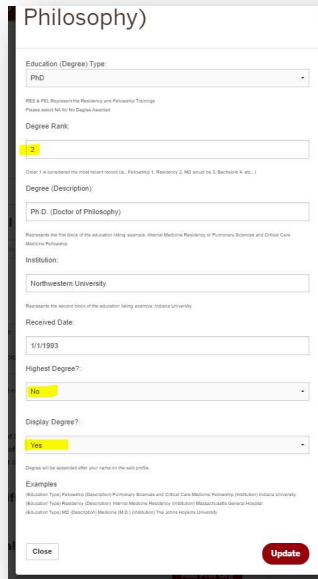 Philosophy)
Education (Degree) Type:
PhD
RES & FEL Represent the Residency and Fellowship Trainings
Please select NA for No Degree Awarded
Degree Rank:
2
Order 1 is considered the most recent record (ie., Fellowship 1, Residency 2, MD would be 3, Bachelors 4, etc...)
Degree (Description):
Ph.D. (Doctor of Philosophy)
Represents the first block of the education listing example: Internal Medicine Residency or Pulmonary Sciences and Critical Care
Medicine Fellowship
Institution:
Northwestern University
Represents the second block of the education listing example: Indiana University
Received Date:
1/1/1993
Highest Degree?:
No
Display Degree?:
Yes
Degree will be appended after your name on the web profile.
Examples
(Education Type) Fellowship (Description) Pulmonary Sciences and Critical Care Medicine Fellowship (Institution) Indiana University
(Education Type) Residency (Description) Internal Medicine Residency (Institution) Massachusetts General Hospital
(Education Type) MD (Description) Medicine (M.D.) (Institution) The Johns Hopkins University
Close
Update